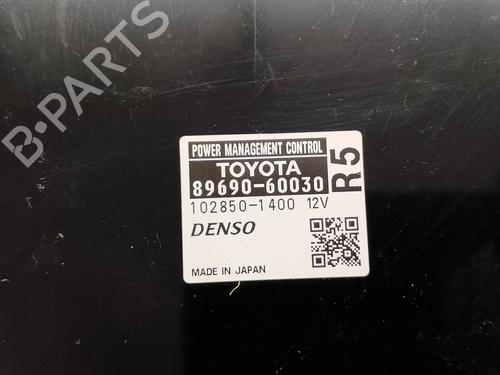 B-PARTS
POWER MANAGEMENT CONTROL
TOYOTA
89690-60030
R5
102850-1400 12V
DENSO
MADE IN JAPAN